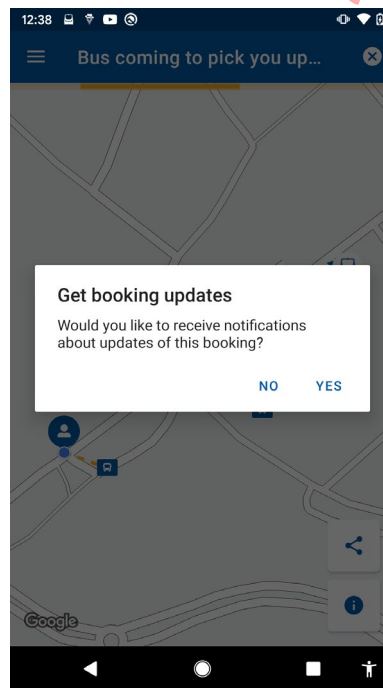 12:38
Bus coming to pick you up...
Get booking updates
Would you like to receive notifications
about updates of this booking?
NO YES
Google